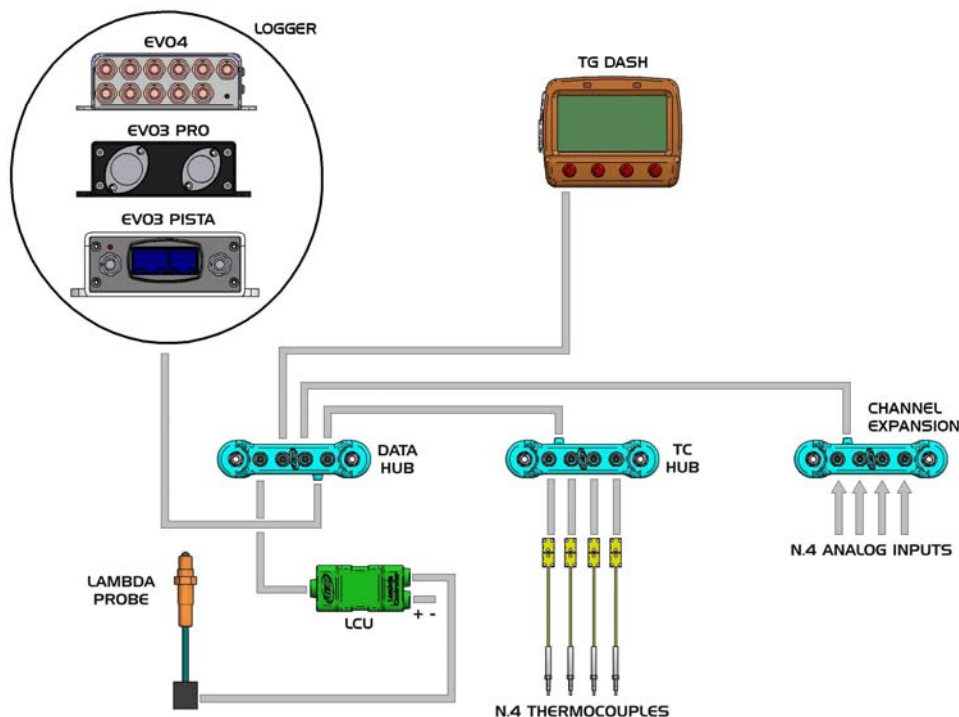 LOGGER
EVO4
EVO3 PRO
EVO3 PISTA
TG DASH
DATA
HUB
TC
HUB
CHANNEL
EXPANSION
N.4 ANALOG INPUTS
LAMBDA
PROBE
LCU
+ -
N.4 THERMOCOUPLES